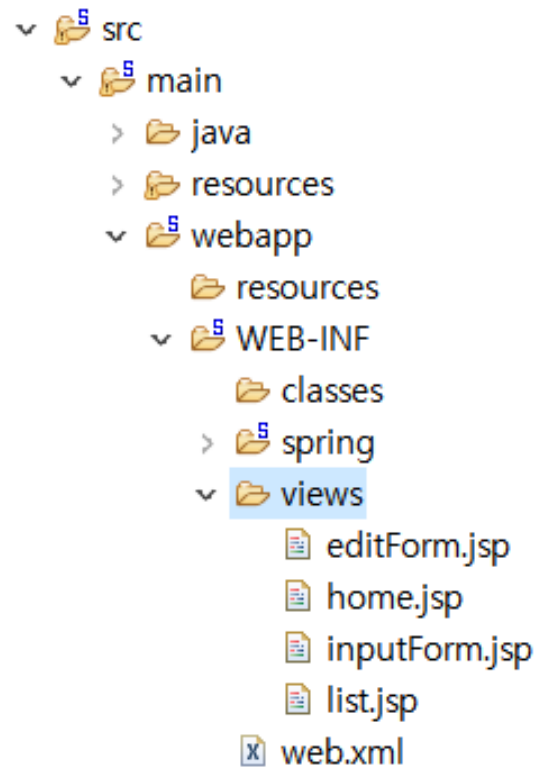 src
main
java
resources
webapp
resources
WEB-INF
classes
spring
views
editForm.jsp
home.jsp
inputForm.jsp
list.jsp
web.xml